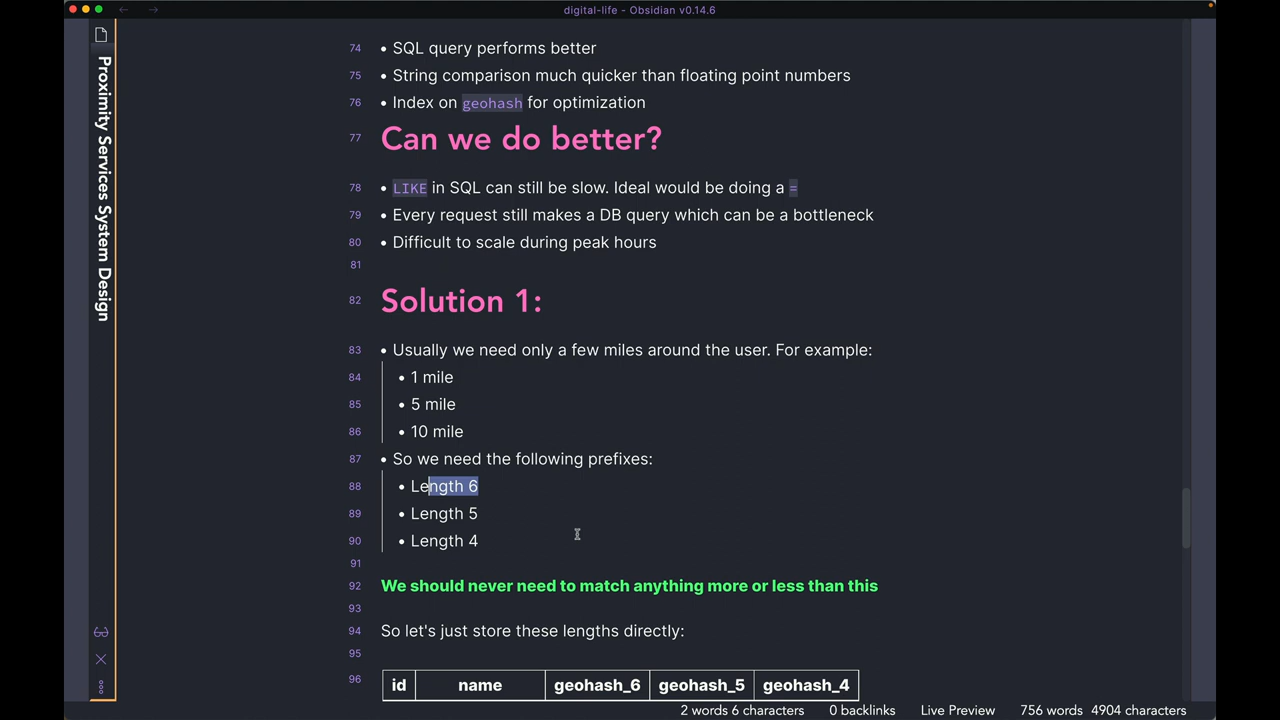 digital-life - Obsidian v0.14.6
Proximity Services System Design
74 • SQL query performs better
75 • String comparison much quicker than floating point numbers
76 • Index on geohash for optimization
77 Can we do better?
78 • LIKE in SQL can still be slow. Ideal would be doing a =
79 • Every request still makes a DB query which can be a bottleneck
80 • Difficult to scale during peak hours
81
82 Solution 1:
83 • Usually we need only a few miles around the user. For example:
84 • 1 mile
85 • 5 mile
86 • 10 mile
87 • So we need the following prefixes:
88 • Length 6
89 • Length 5
90 • Length 4
91
92 We should never need to match anything more or less than this
93
94 So let's just store these lengths directly:
95
96 id name geohash_6 geohash_5 geohash_4
2 words 6 characters 0 backlinks Live Preview 756 words 4904 characters